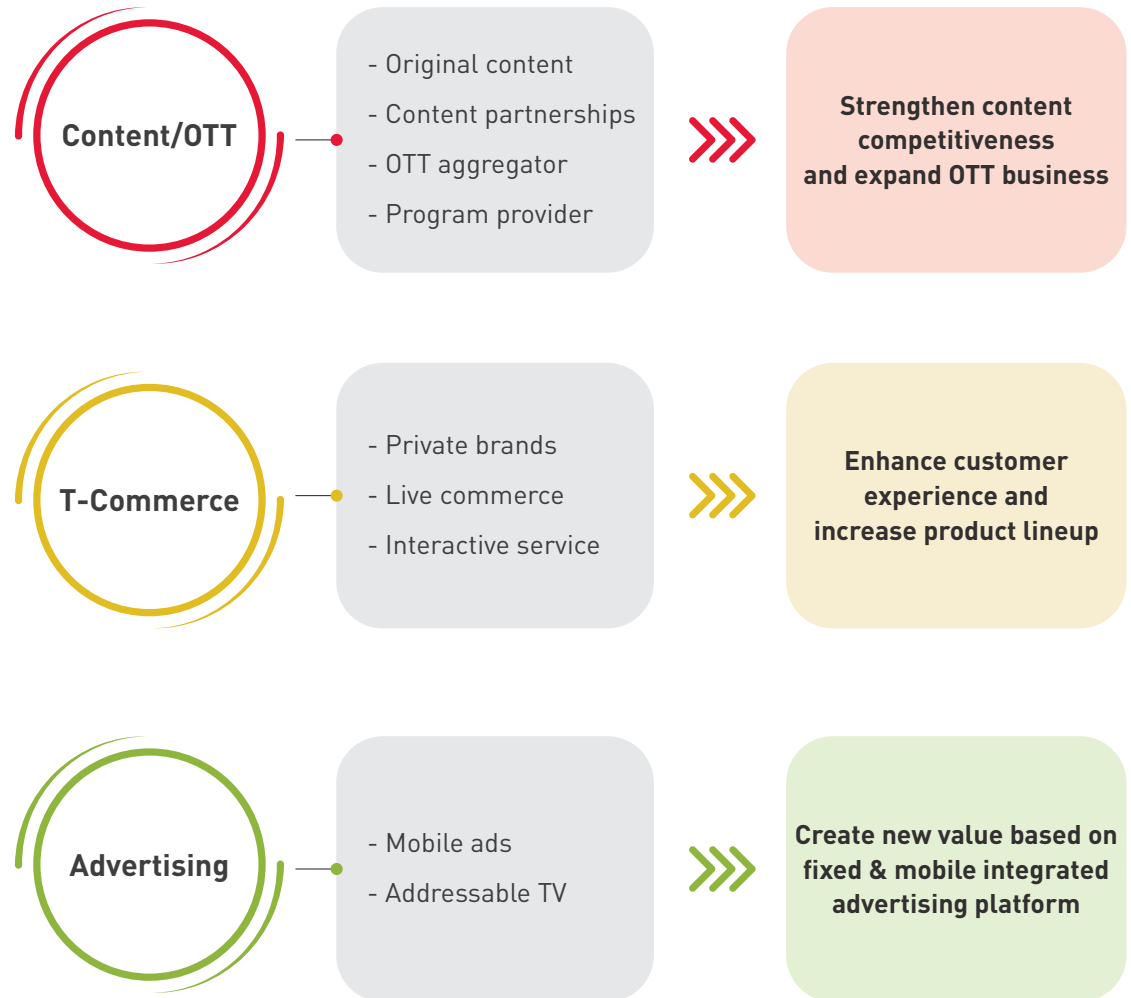 Content/OTT
- Original content
- Content partnerships
- OTT aggregator
- Program provider
Strengthen content
competitiveness
and expand OTT business
T-Commerce
- Private brands
- Live commerce
- Interactive service
Enhance customer
experience and
increase product lineup
Advertising
- Mobile ads
- Addressable TV
Create new value based on
fixed & mobile integrated
advertising platform